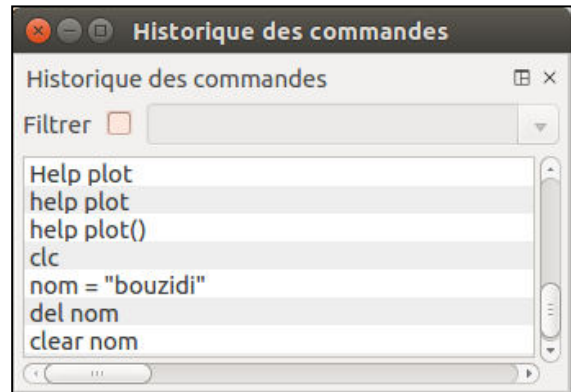 Historique des commandes
Historique des commandes
Filtrer
Help plot
help plot
help plot()
clc
nom = "bouzidi"
del nom
clear nom